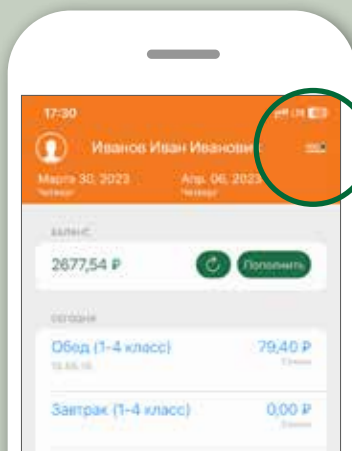 17:30 LTE
Иванов Иван Иванович
Марта 30, 2023 Апр. 06, 2023
Четверг Четверг
БАЛАНС
2677,54 ₽ Пополнить
СЕГОДНЯ
Обед (1-4 класс) 79,40 ₽
Завтрак (1-4 класс) 0,00 ₽